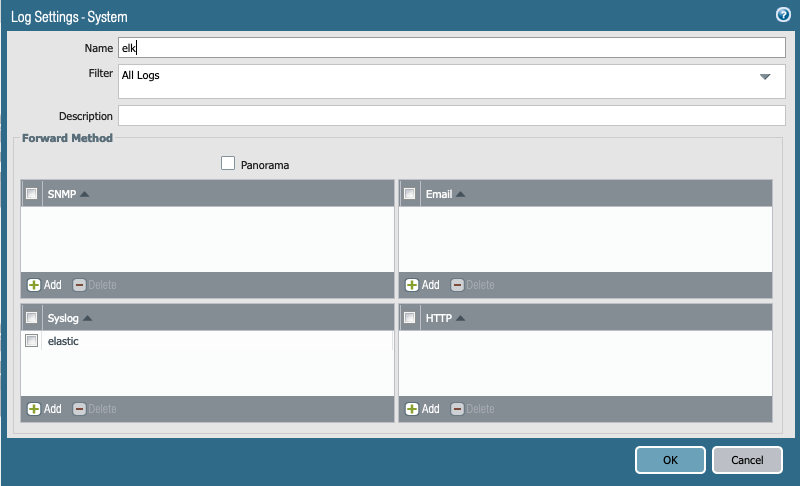 Log Settings - System
Name elk
Filter All Logs
Description
Forward Method
Panorama
SNMP
Email
Add Delete
Add Delete
Syslog
HTTP
elastic
Add Delete
Add Delete
OK Cancel